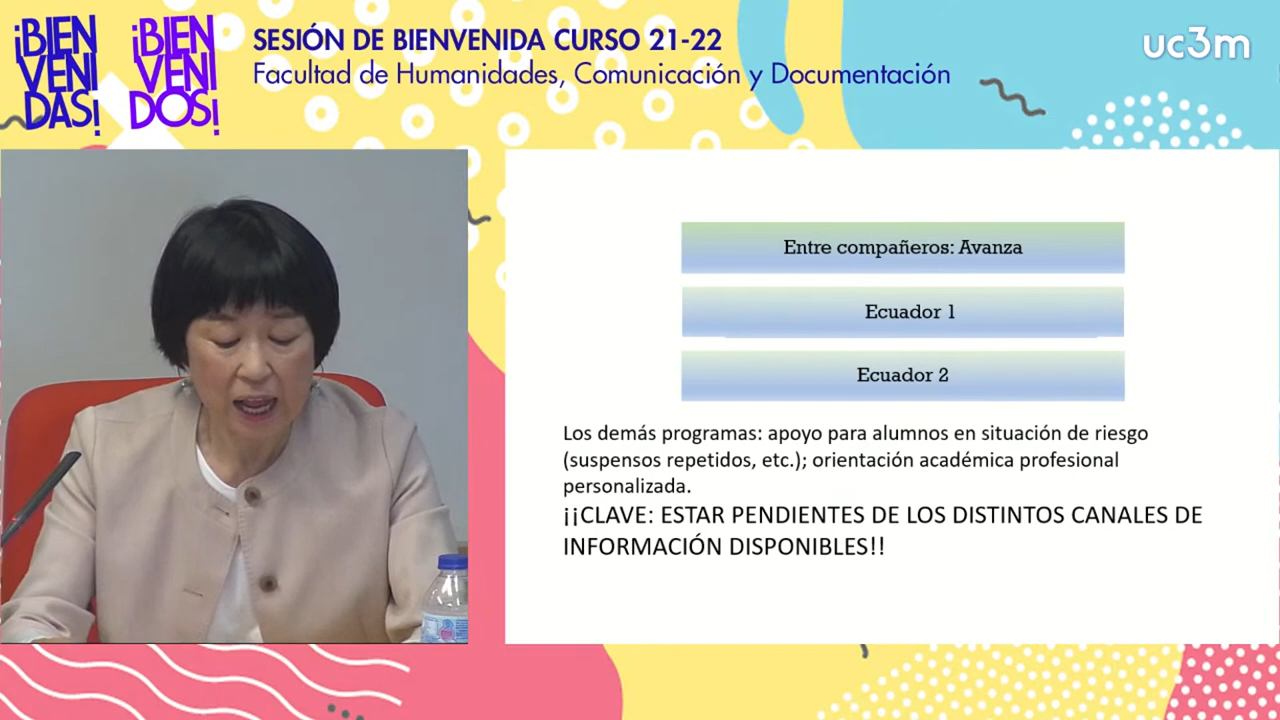 ¡BIEN
VENI
DAS!
¡BIEN
VENI
DOS!
SESIÓN DE BIENVENIDA CURSO 21-22
Facultad de Humanidades, Comunicación y Documentación
uc3m
Entre compañeros: Avanza
Ecuador 1
Ecuador 2
Los demás programas: apoyo para alumnos en situación de riesgo
(suspensos repetidos, etc.); orientación académica profesional
personalizada.
¡¡CLAVE: ESTAR PENDIENTES DE LOS DISTINTOS CANALES DE
INFORMACIÓN DISPONIBLES!!